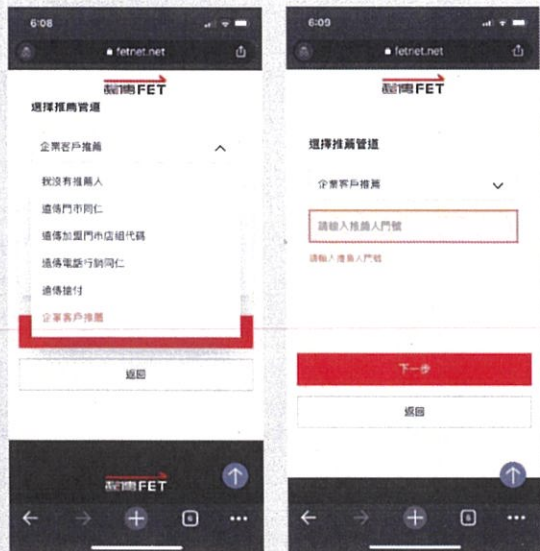 6:08
fetnet.net
遠傳FET
選擇推薦管道
企業客戶推薦
我沒有推薦人
遠傳門市同仁
遠傳加盟門市店組代碼
遠傳電話行銷同仁
遠傳搶付
企業客戶推薦
返回
遠傳FET
6
6:09
fetnet.net
遠傳FET
選擇推薦管道
企業客戶推薦
請輸入推薦人門號
請輸入推薦人門號
下一步
返回
6